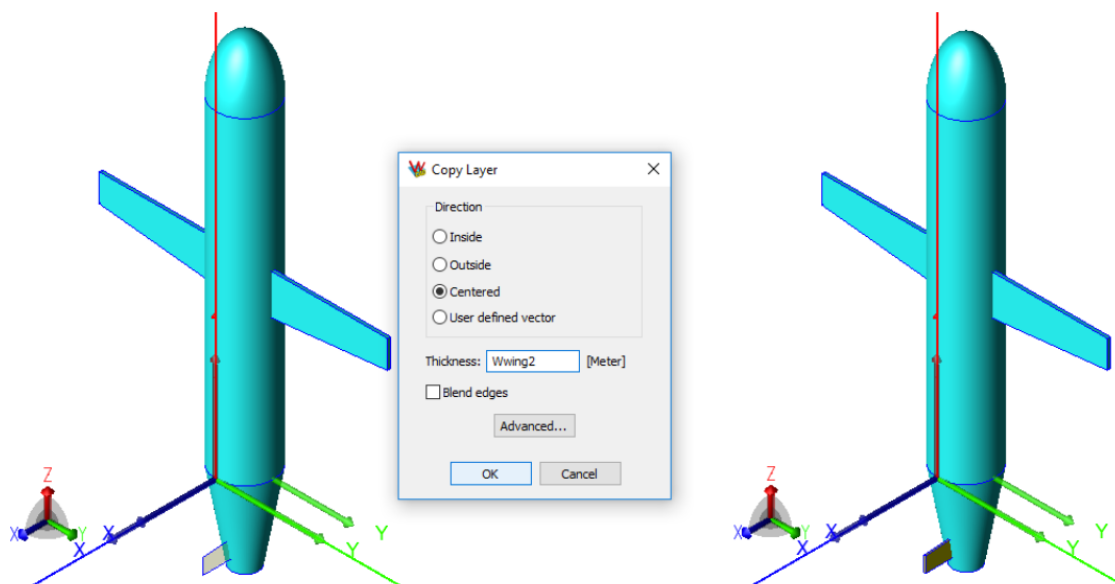 Copy Layer
Direction
Inside
Outside
Centered
User defined vector
Thickness: Wwing2 [Meter]
Blend edges
Advanced...
OK Cancel
Z
X Y
X
Y
Y
Z
X Y
X
Y
Y